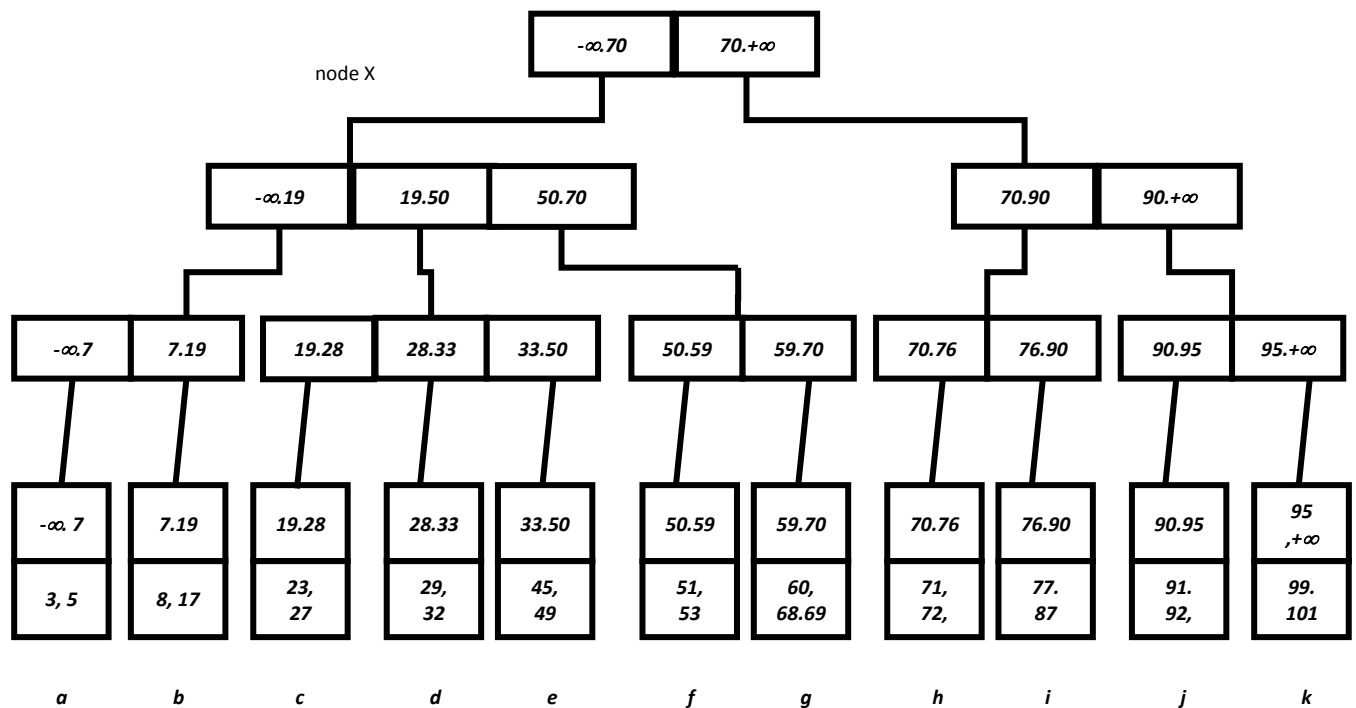 -∞.70 70.+∞
node X
-∞.19 19.50 50.70 70.90 90.+∞
-∞.7 7.19 19.28 28.33 33.50 50.59 59.70 70.76 76.90 90.95 95.+∞
-∞. 7 7.19 19.28 28.33 33.50 50.59 59.70 70.76 76.90 90.95 95
,+∞
3, 5 8, 17 23, 29, 45, 51, 60, 71, 77. 91. 99.
27 32 49 53 68.69 72, 87 92, 101
a b c d e f g h i j k